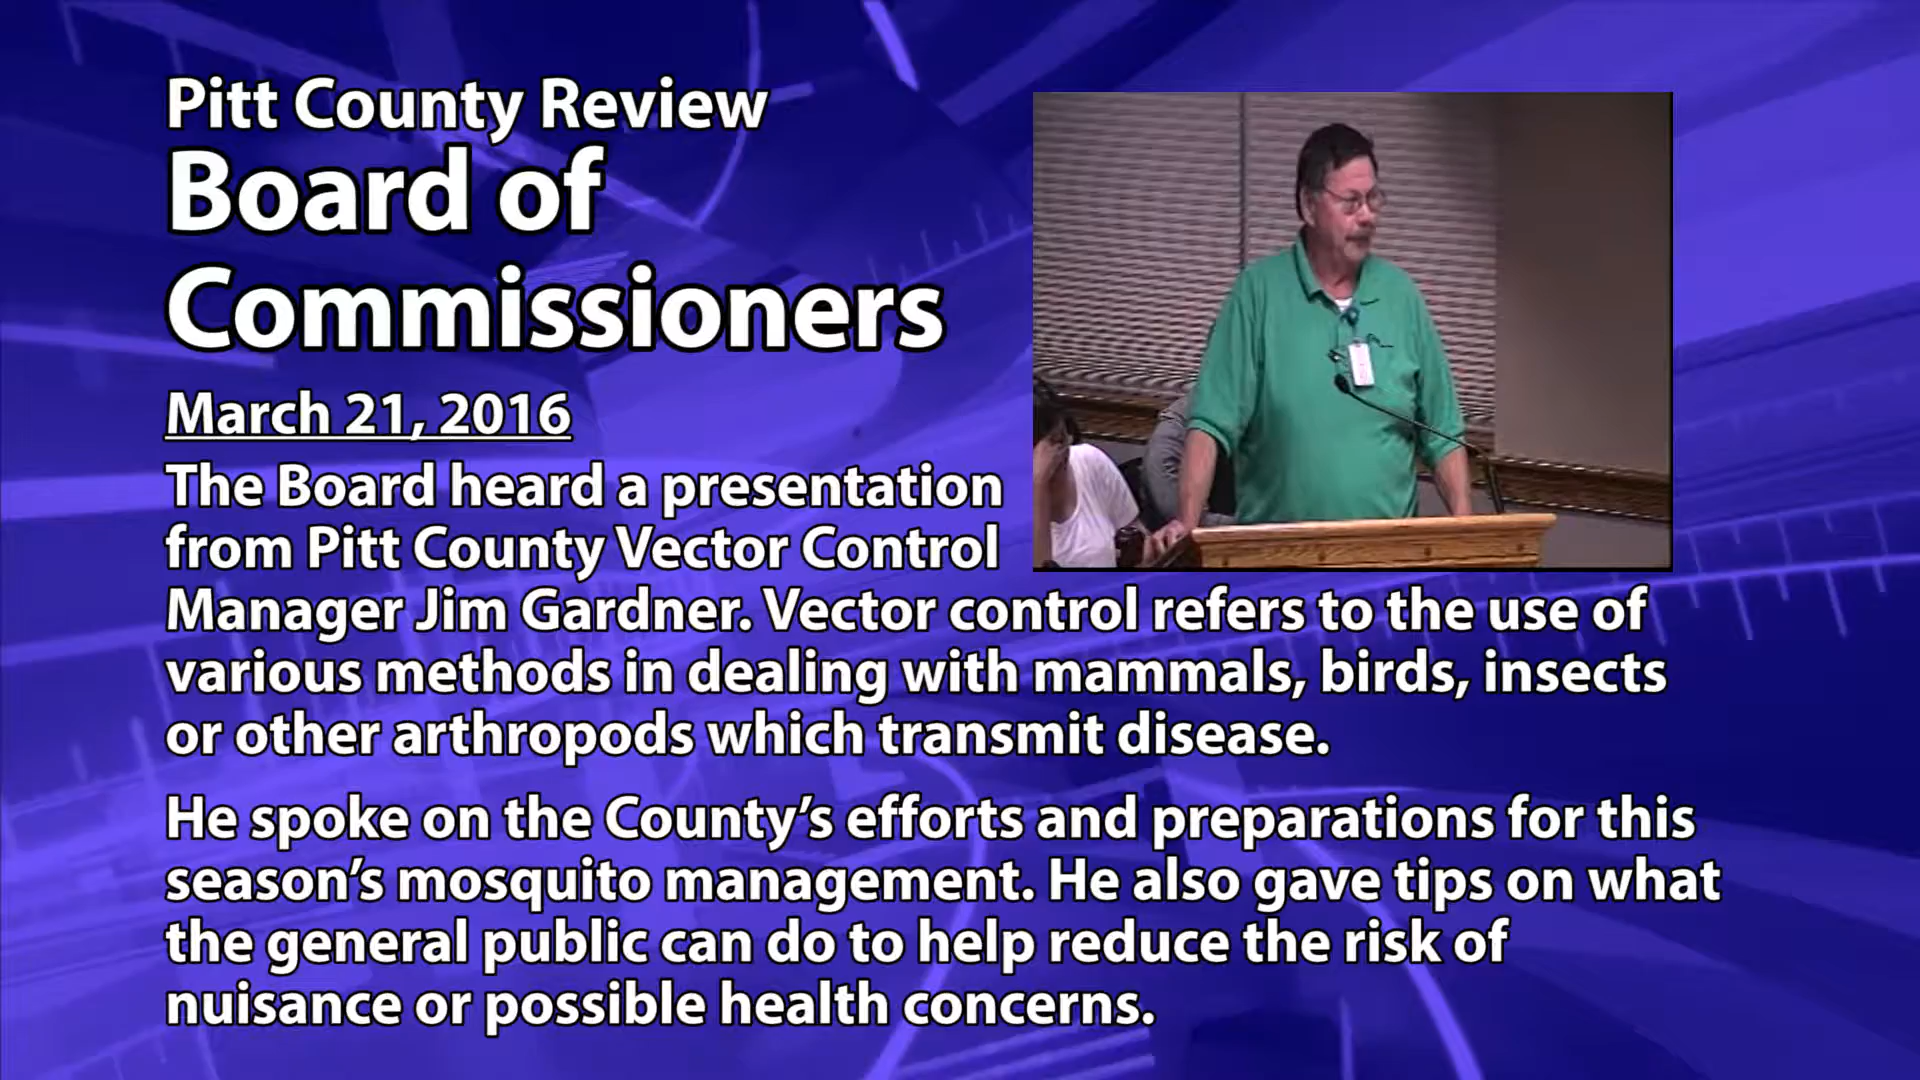 Pitt County Review
Board of
Commissioners
March 21, 2016
The Board heard a presentation
from Pitt County Vector Control
Manager Jim Gardner. Vector control refers to the use of
various methods in dealing with mammals, birds, insects
or other arthropods which transmit disease.
He spoke on the County’s efforts and preparations for this
season’s mosquito management. He also gave tips on what
the general public can do to help reduce the risk of
nuisance or possible health concerns.